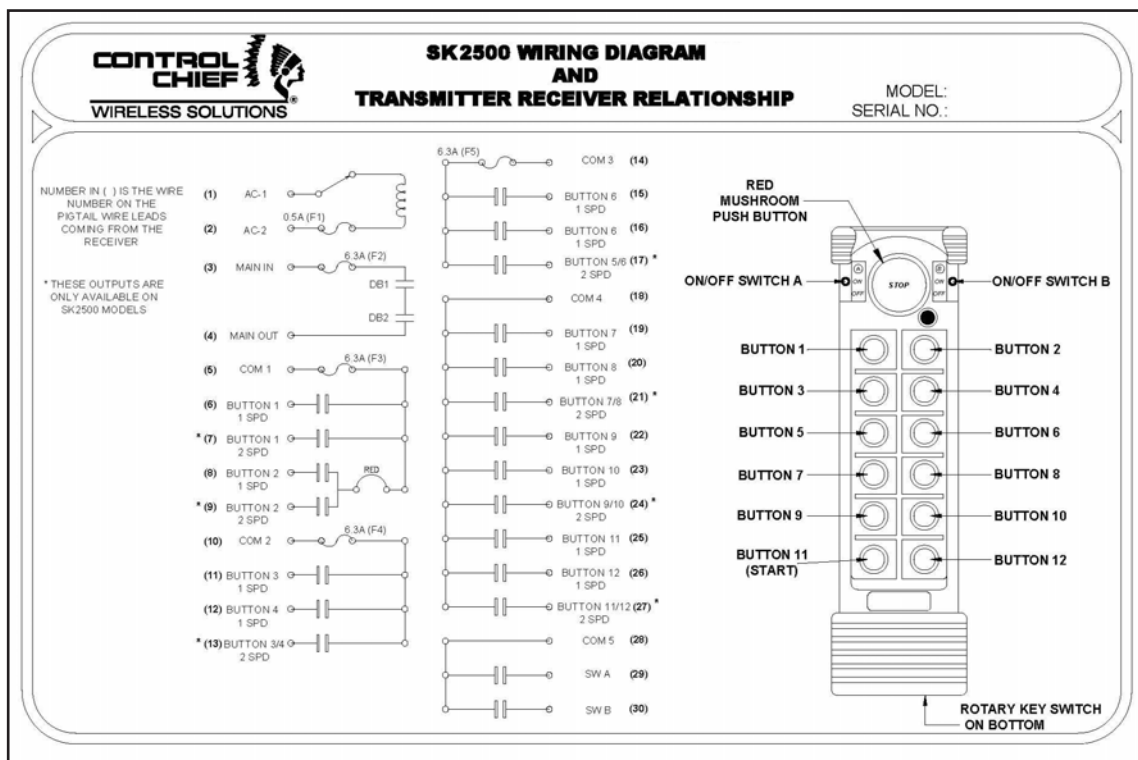 CONTROL
CHIEF
®
WIRELESS SOLUTIONS
SK2500 WIRING DIAGRAM
AND
TRANSMITTER RECEIVER RELATIONSHIP
MODEL:
SERIAL NO.:
NUMBER IN ( ) IS THE WIRE
NUMBER ON THE
PIGTAIL WIRE LEADS
COMING FROM THE
RECEIVER
* THESE OUTPUTS ARE
ONLY AVAILABLE ON
SK2500 MODELS
(1) AC-1
(2) AC-2 0.5A (F1)
(3) MAIN IN 6.3A (F2)
DB1
DB2
(4) MAIN OUT
(5) COM 1 6.3A (F3)
(6) BUTTON 1
1 SPD
* (7) BUTTON 1
2 SPD
(8) BUTTON 2
1 SPD
RED
* (9) BUTTON 2
2 SPD
(10) COM 2 6.3A (F4)
(11) BUTTON 3
1 SPD
(12) BUTTON 4
1 SPD
* (13) BUTTON 3/4
2 SPD
6.3A (F5) COM 3 (14)
BUTTON 6 (15)
1 SPD
BUTTON 6 (16)
1 SPD
BUTTON 5/6 (17) *
2 SPD
COM 4 (18)
BUTTON 7 (19)
1 SPD
BUTTON 8 (20)
1 SPD
BUTTON 7/8 (21) *
2 SPD
BUTTON 9 (22)
1 SPD
BUTTON 10 (23)
1 SPD
BUTTON 9/10 (24) *
2 SPD
BUTTON 11 (25)
1 SPD
BUTTON 12 (26)
1 SPD
BUTTON 11/12 (27) *
2 SPD
COM 5 (28)
SW A (29)
SW B (30)
RED
MUSHROOM
PUSH BUTTON
ON/OFF SWITCH A
A
ON
OFF
STOP
B
ON
OFF
ON/OFF SWITCH B
BUTTON 1
BUTTON 2
BUTTON 3
BUTTON 4
BUTTON 5
BUTTON 6
BUTTON 7
BUTTON 8
BUTTON 9
BUTTON 10
BUTTON 11
(START)
BUTTON 12
ROTARY KEY SWITCH
ON BOTTOM